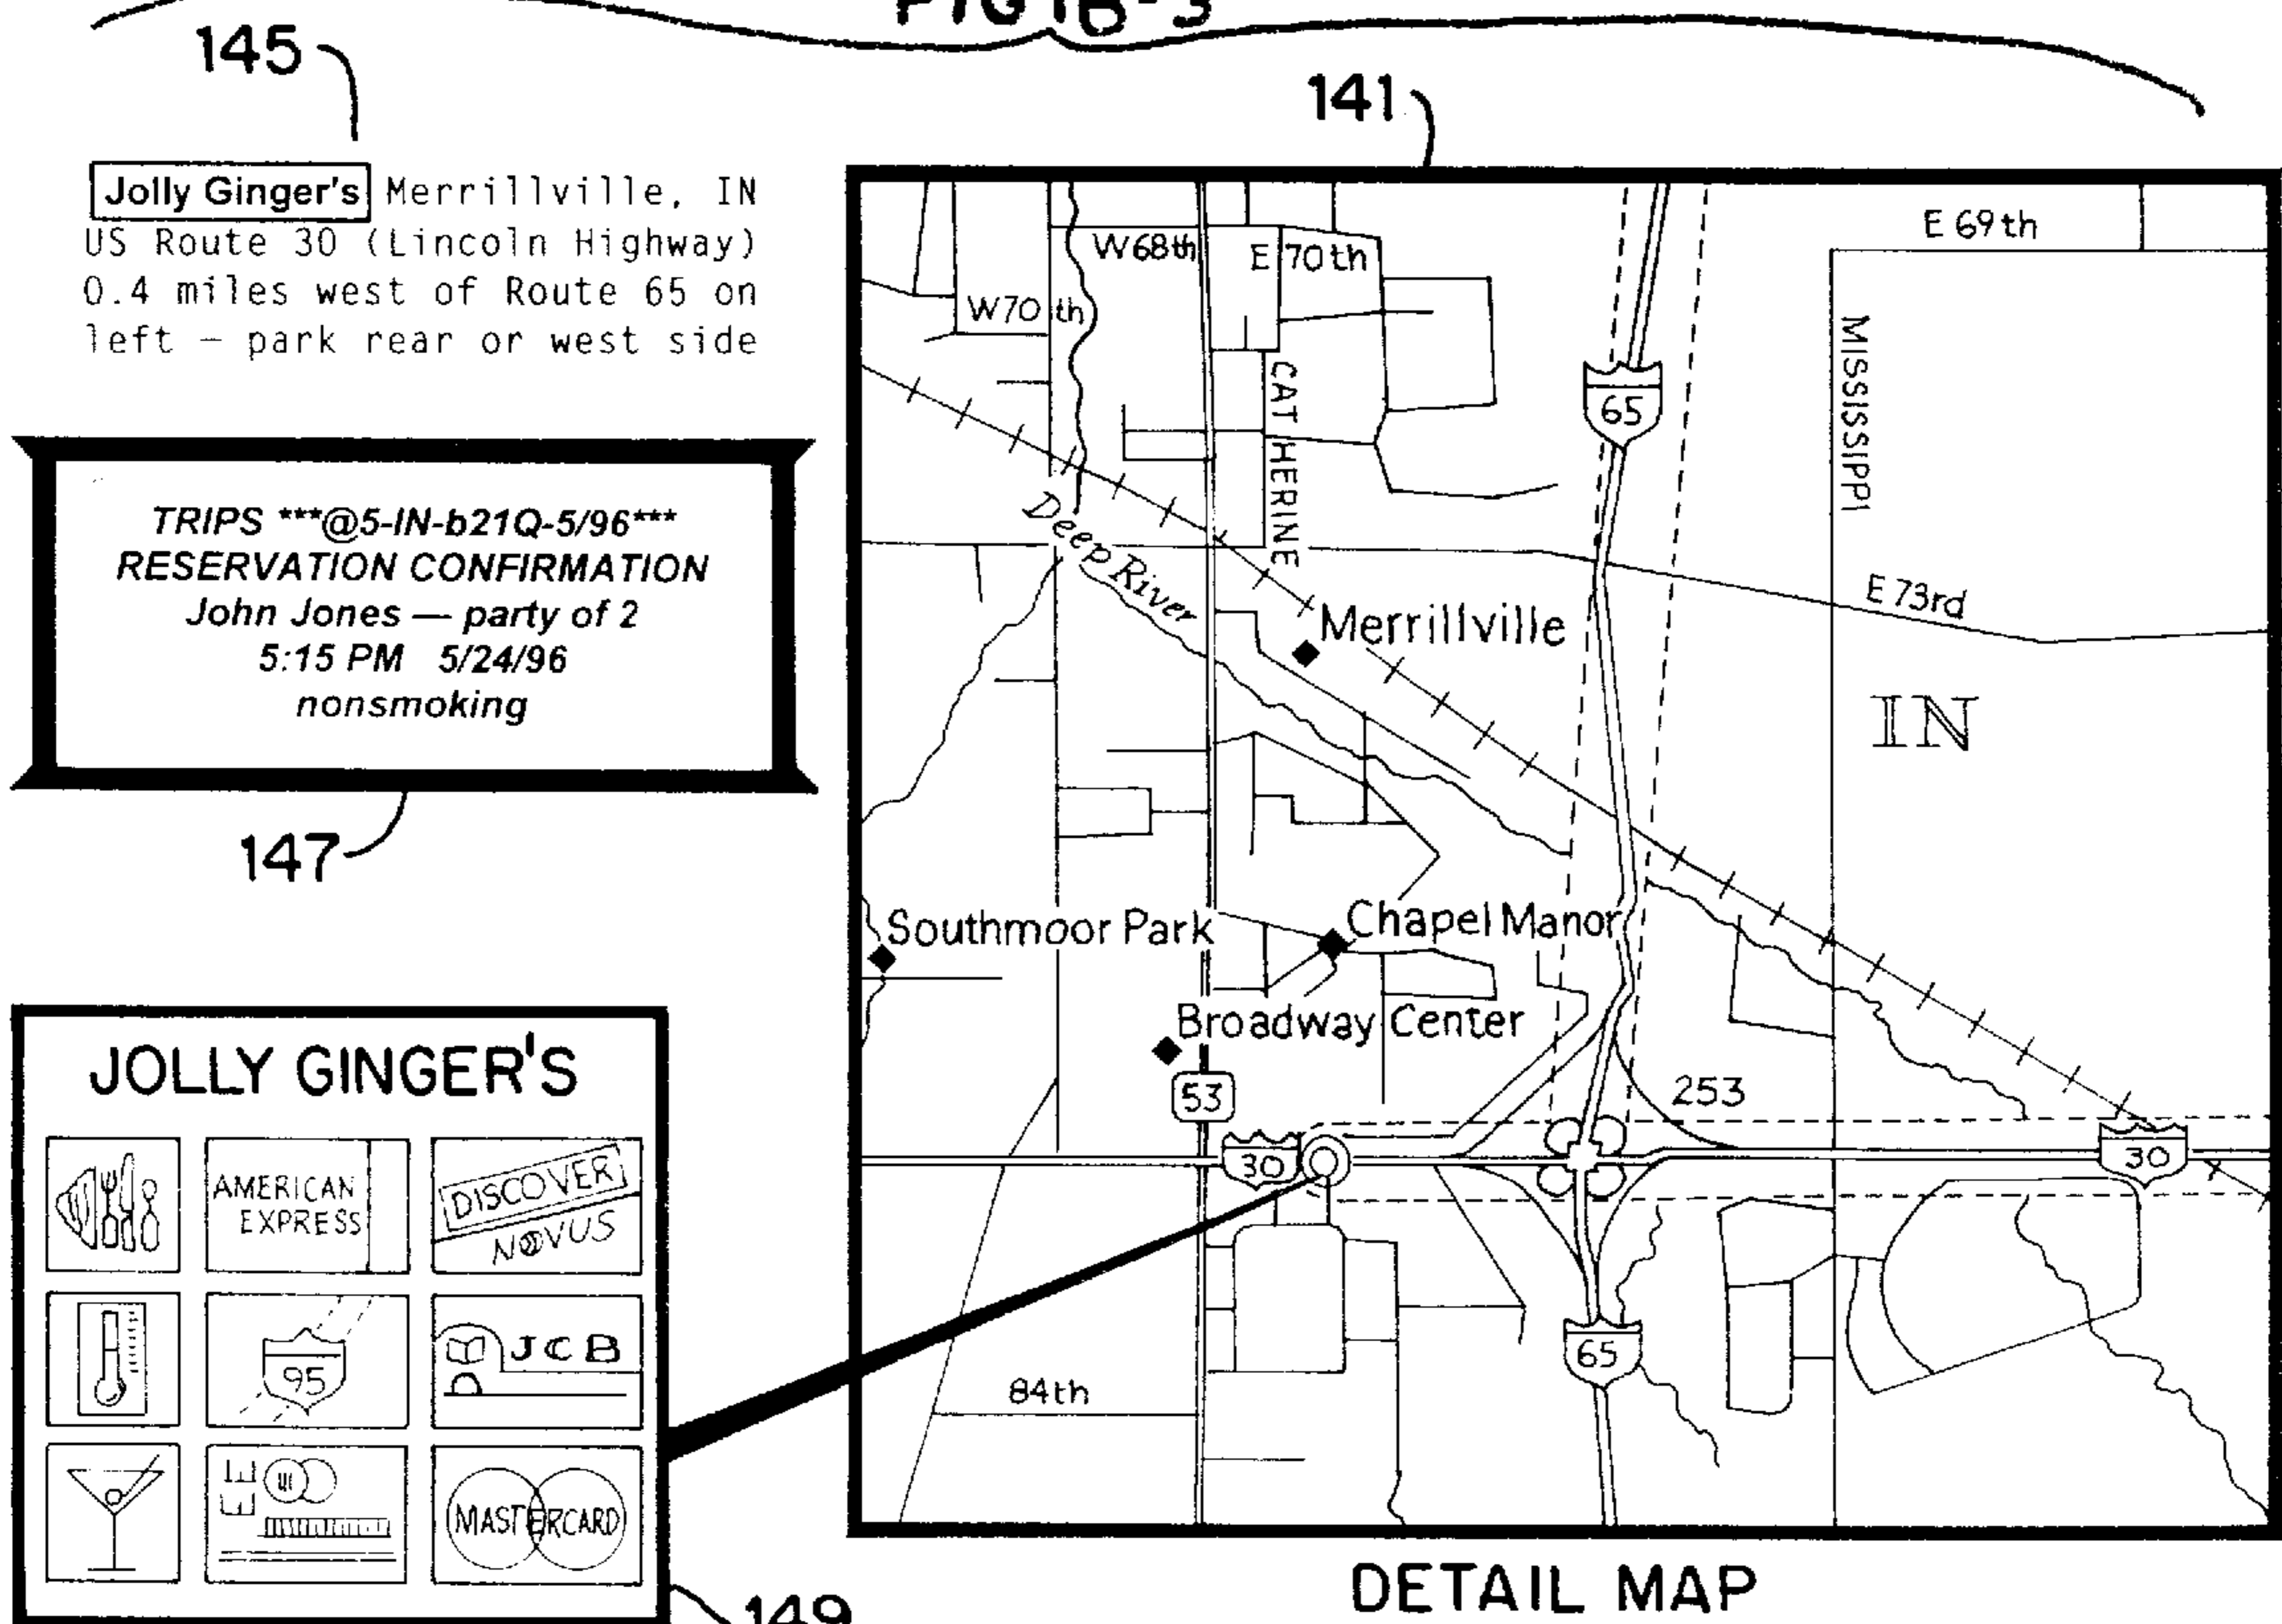 FIG 1B-3
145
141
Jolly Ginger's Merrillville, IN
US Route 30 (Lincoln Highway)
0.4 miles west of Route 65 on
left – park rear or west side
TRIPS ***@5-IN-b21Q-5/96***
RESERVATION CONFIRMATION
John Jones — party of 2
5:15 PM 5/24/96
nonsmoking
147
JOLLY GINGER'S
AMERICAN
EXPRESS
DISCOVER
NOVUS
95
JCB
MASTERCARD
149
E 69th
W68th
E 70th
W70th
MISSISSIPPI
65
CATHERINE
Deep River
E 73rd
Merrillville
IN
Southmoor Park
Chapel Manor
Broadway Center
53
253
30
30
65
84th
DETAIL MAP